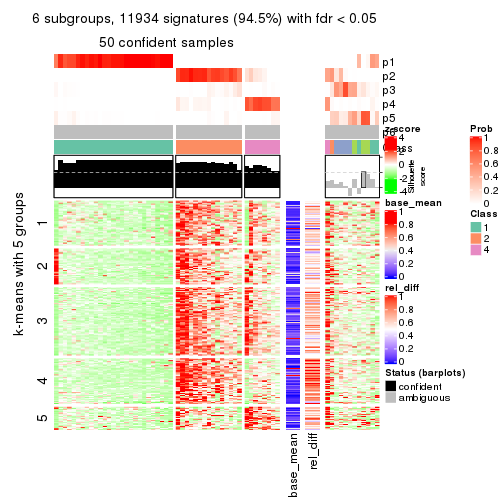 6 subgroups, 11934 signatures (94.5%) with fdr < 0.05
50 confident samples
p1
p2
p3
p4
p5
p6
Class
Silhouette
score
k-means with 5 groups
1
2
3
4
5
base_mean
rel_diff
z-score
4
2
0
-2
-4
base_mean
1
0.8
0.6
0.4
0.2
0
rel_diff
1
0.8
0.6
0.4
0.2
0
Status (barplots)
confident
ambiguous
Prob
1
0.8
0.6
0.4
0.2
0
Class
1
2
4